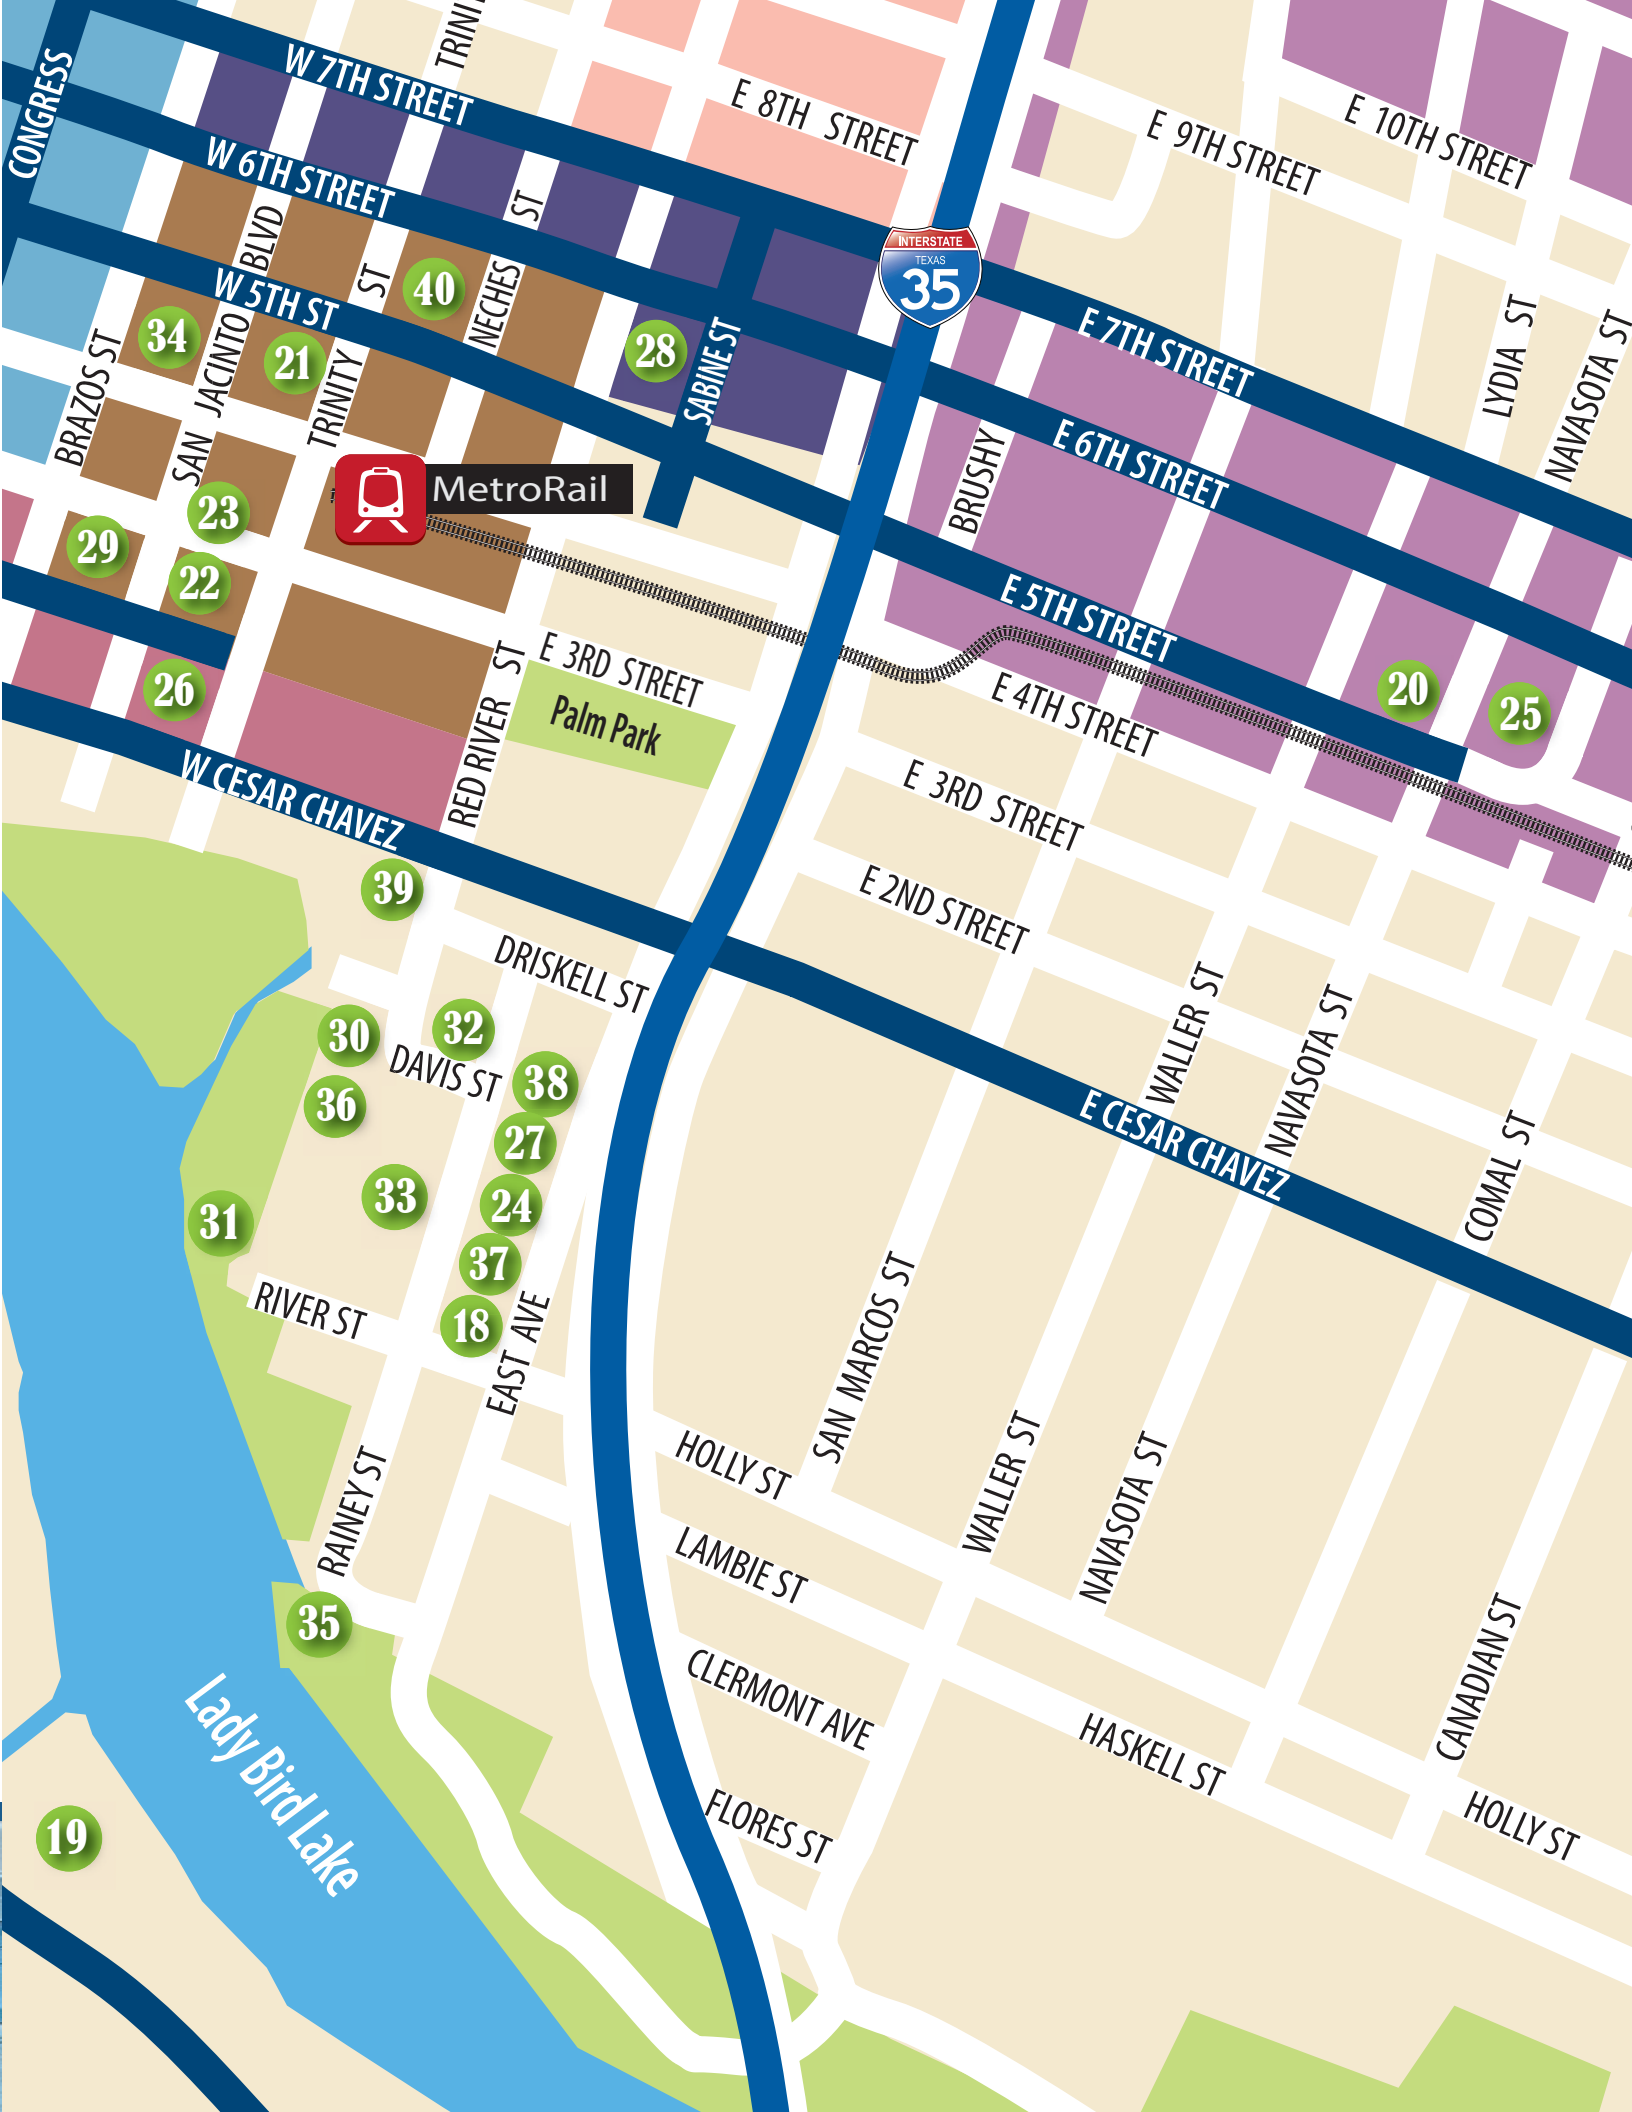 TRINI
CONGRESS
W 7TH STREET
E 8TH STREET
E 9TH STREET
E 10TH STREET
W 6TH STREET
INTERSTATE
TEXAS
35
W 5TH ST
SAN JACINTO BLVD
TRINITY ST
NECHES ST
BRAZOS ST
SABINE ST
40
34
21
28
E 7TH STREET
LYDIA ST
NAVASOTA ST
E 6TH STREET
BRUSHY
MetroRail
23
29
22
26
E 5TH STREET
E 3RD STREET
Palm Park
RED RIVER ST
E 4TH STREET
20
25
W CESAR CHAVEZ
E 3RD STREET
E 2ND STREET
39
DRISKELL ST
WALLER ST
NAVASOTA ST
30
32
DAVIS ST
38
36
27
E CESAR CHAVEZ
COMAL ST
33
24
31
37
RIVER ST
18
EAST AVE
SAN MARCOS ST
HOLLY ST
WALLER ST
NAVASOTA ST
RAINEY ST
LAMBIE ST
35
CLERMONT AVE
CANADIAN ST
HASKELL ST
Lady Bird Lake
FLORES ST
HOLLY ST
19